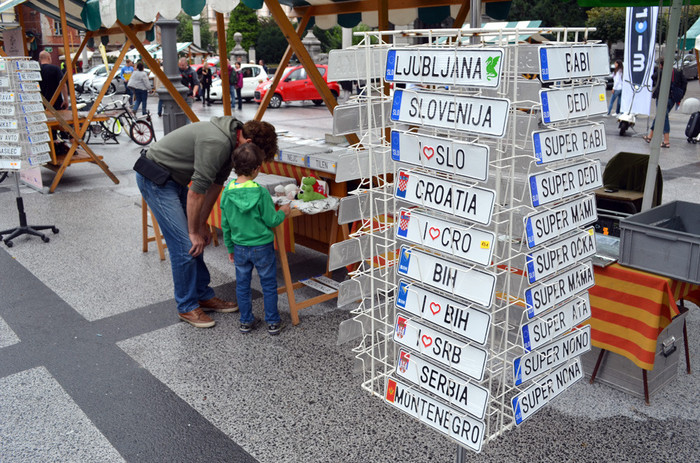 LJUBLJANA
SLOVENIJA
I ❤ SLO
CROATIA
I ❤ CRO
BIH
I ❤ BIH
I ❤ SRB
SERBIA
MONTENEGRO
BABI
DEDI
SUPER BABI
SUPER DEDI
SUPER MAMI
SUPER OČKA
SUPER MAMA
SUPER ATA
SUPER NONO
SUPER NONA
TILEN